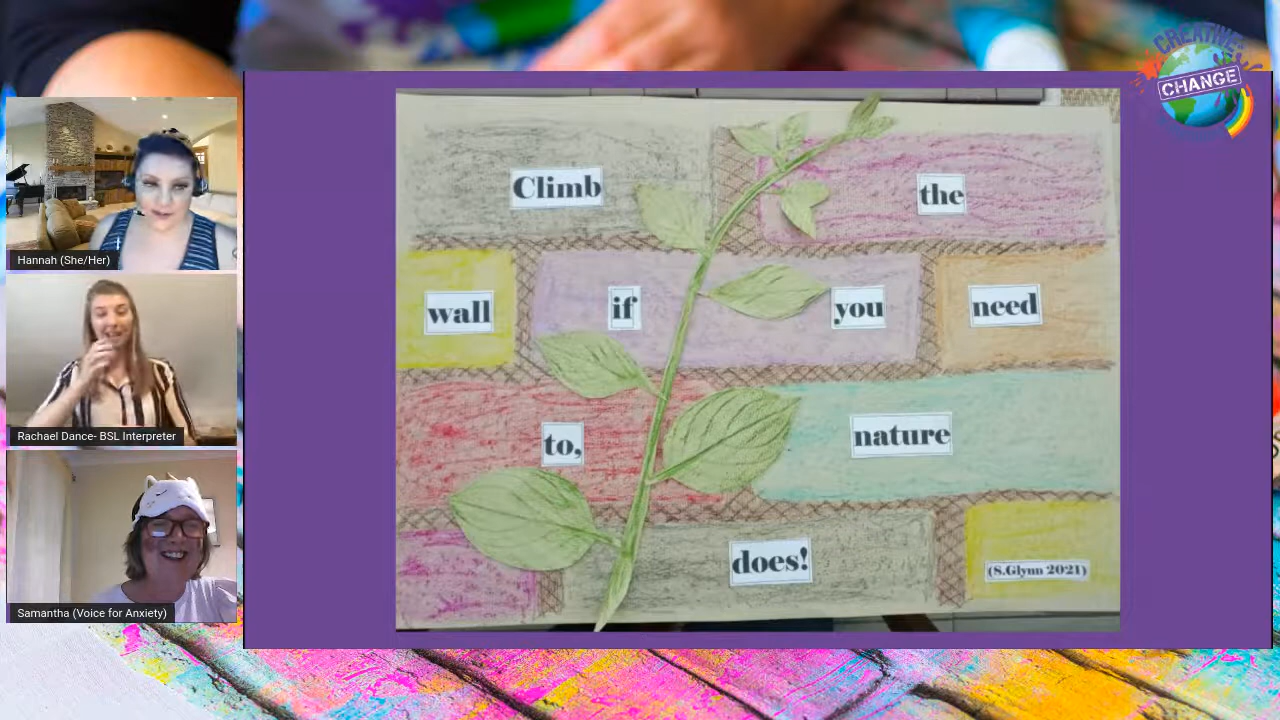 CREATIVE
CHANGE
Climb the
wall if you need
to, nature
does!
(S.Glynn 2021)
Hannah (She/Her)
Rachael Dance- BSL Interpreter
Samantha (Voice for Anxiety)